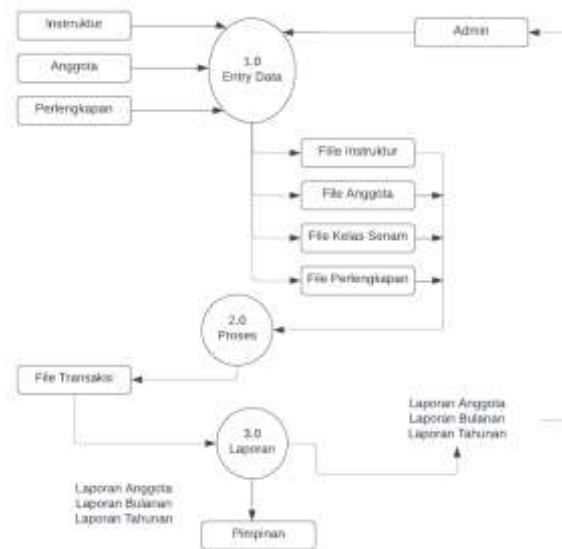 Instruktur
Admin
1.0
Entry Data
Anggota
Perlengkapan
File Instruktur
File Anggota
File Kelas Senam
File Perlengkapan
2.0
Proses
File Transaksi
Laporan Anggota
Laporan Bulanan
Laporan Tahunan
3.0
Laporan
Laporan Anggota
Laporan Bulanan
Laporan Tahunan
Pimpinan